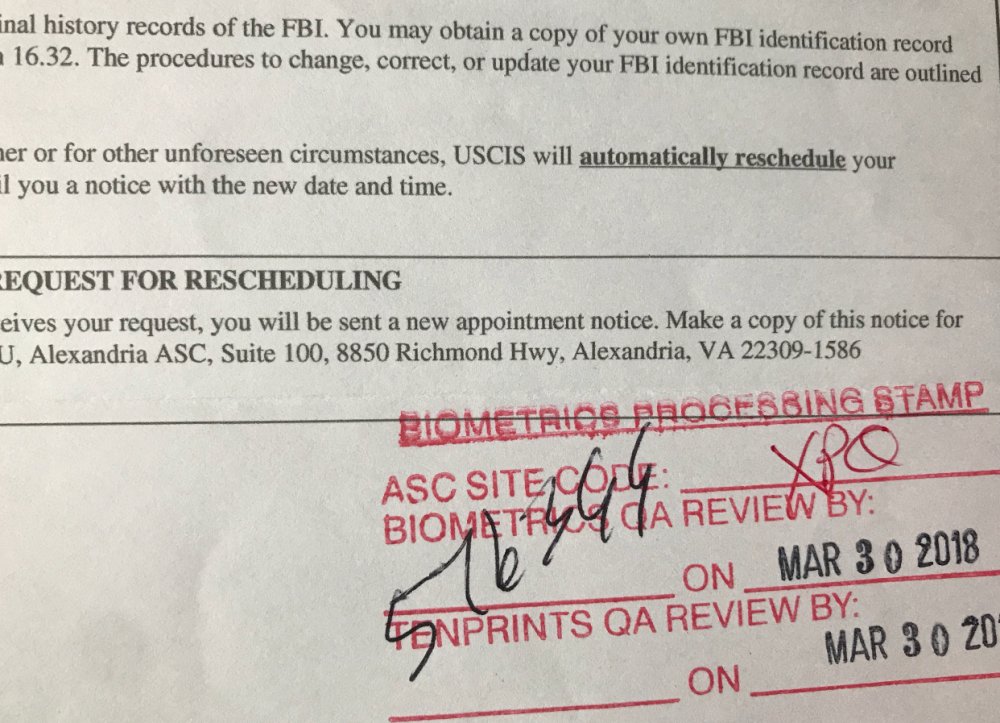 inal history records of the FBI. You may obtain a copy of your own FBI identification record
16.32. The procedures to change, correct, or update your FBI identification record are outlined
her or for other unforeseen circumstances, USCIS will automatically reschedule your
il you a notice with the new date and time.
REQUEST FOR RESCHEDULING
eives your request, you will be sent a new appointment notice. Make a copy of this notice for
U, Alexandria ASC, Suite 100, 8850 Richmond Hwy, Alexandria, VA 22309-1586
BIOMETRICS PROCESSING STAMP
ASC SITE CODE:
BIOMETRICS QA REVIEW BY:
ON MAR 30 2018
TENPRINTS QA REVIEW BY:
ON MAR 30 201